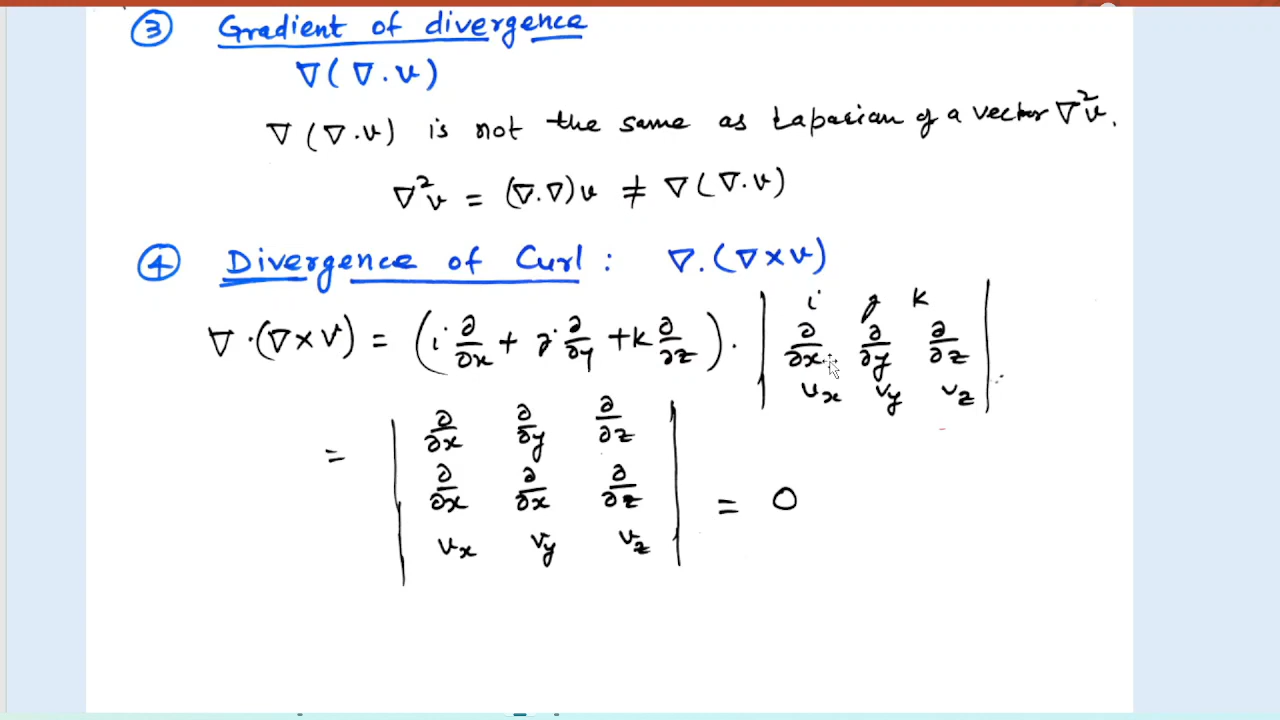 ③ Gradient of divergence
∇(∇.v)
∇(∇.v) is not the same as Lapacian of a vector ∇²v.
∇²v = (∇.∇)v ≠ ∇(∇.v)
④ Divergence of Curl : ∇.(∇×v)
∇.(∇×v) = (i ∂/∂x + j ∂/∂y + k ∂/∂z) . | i j k |
| ∂/∂x ∂/∂y ∂/∂z |
| vx vy vz |
= | ∂/∂x ∂/∂y ∂/∂z |
| ∂/∂x ∂/∂x ∂/∂z | = 0
| vx vy vz |